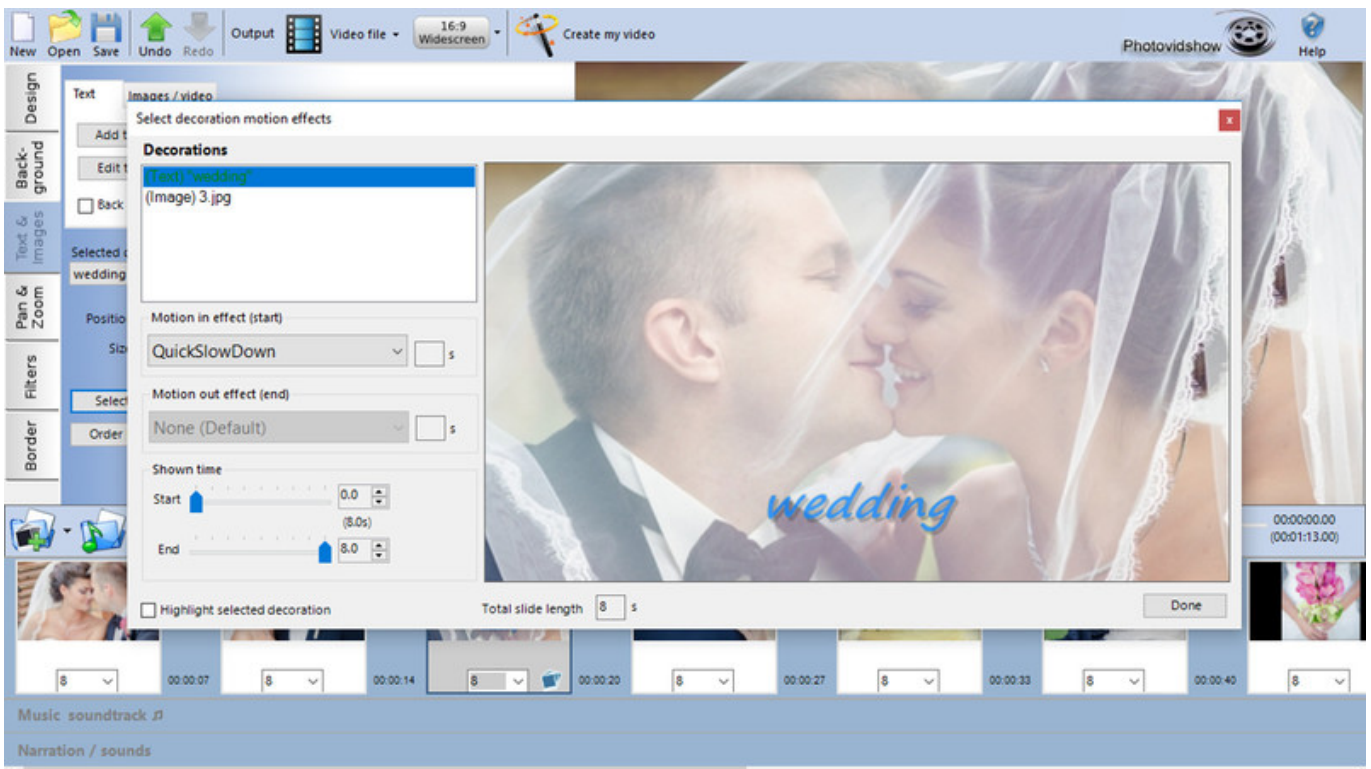 New Open Save Undo Redo Output Video file 16:9 Widescreen Create my video Photovidshow Help
Design
Back-ground
Text & Images
Pan & Zoom
Filters
Border
Text Images / video
Add
Edit
Back
Selected
wedding
Select
Order
Select decoration motion effects x
Decorations
(Text) "wedding"
(Image) 3.jpg
Motion in effect (start)
QuickSlowDown s
Motion out effect (end)
None (Default) s
Shown time
Start 0.0
(8.0s)
End 8.0
wedding
Highlight selected decoration Total slide length 8 s Done
00:00:00.00
(00:01:13.00)
8 00:00:07 8 00:00:14 8 00:00:20 8 00:00:27 8 00:00:33 8 00:00:40 8
Music soundtrack ♫
Narration / sounds